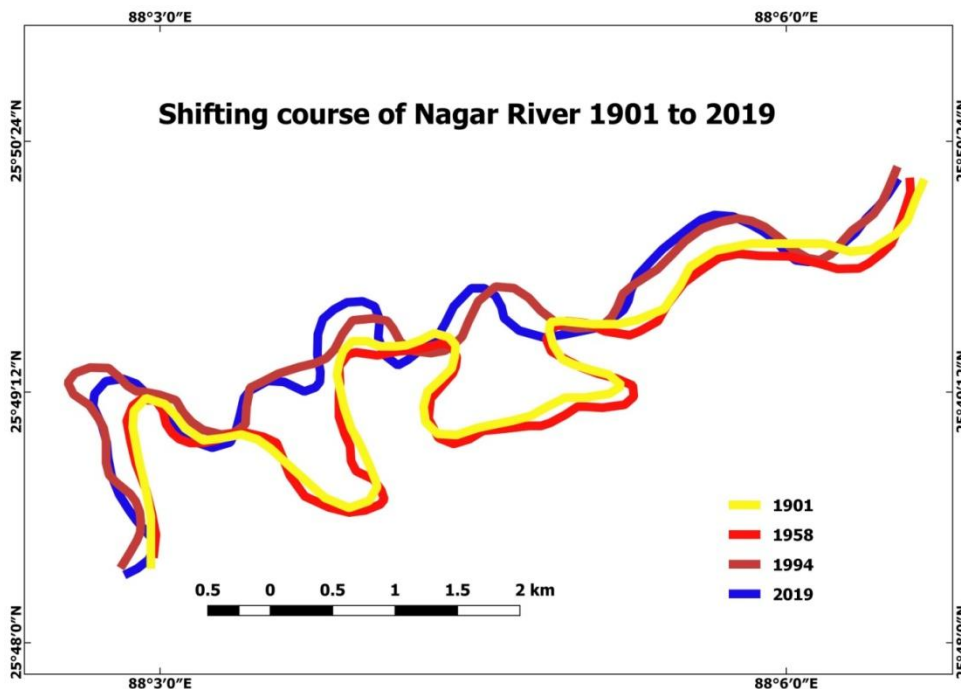 88°3′0″E 88°6′0″E
Shifting course of Nagar River 1901 to 2019
25°50′24″N 25°50′24″N
25°49′12″N 25°49′12″N
1901
1958
1994
2019
0.5 0 0.5 1 1.5 2 km
25°48′0″N 25°48′0″N
88°3′0″E 88°6′0″E